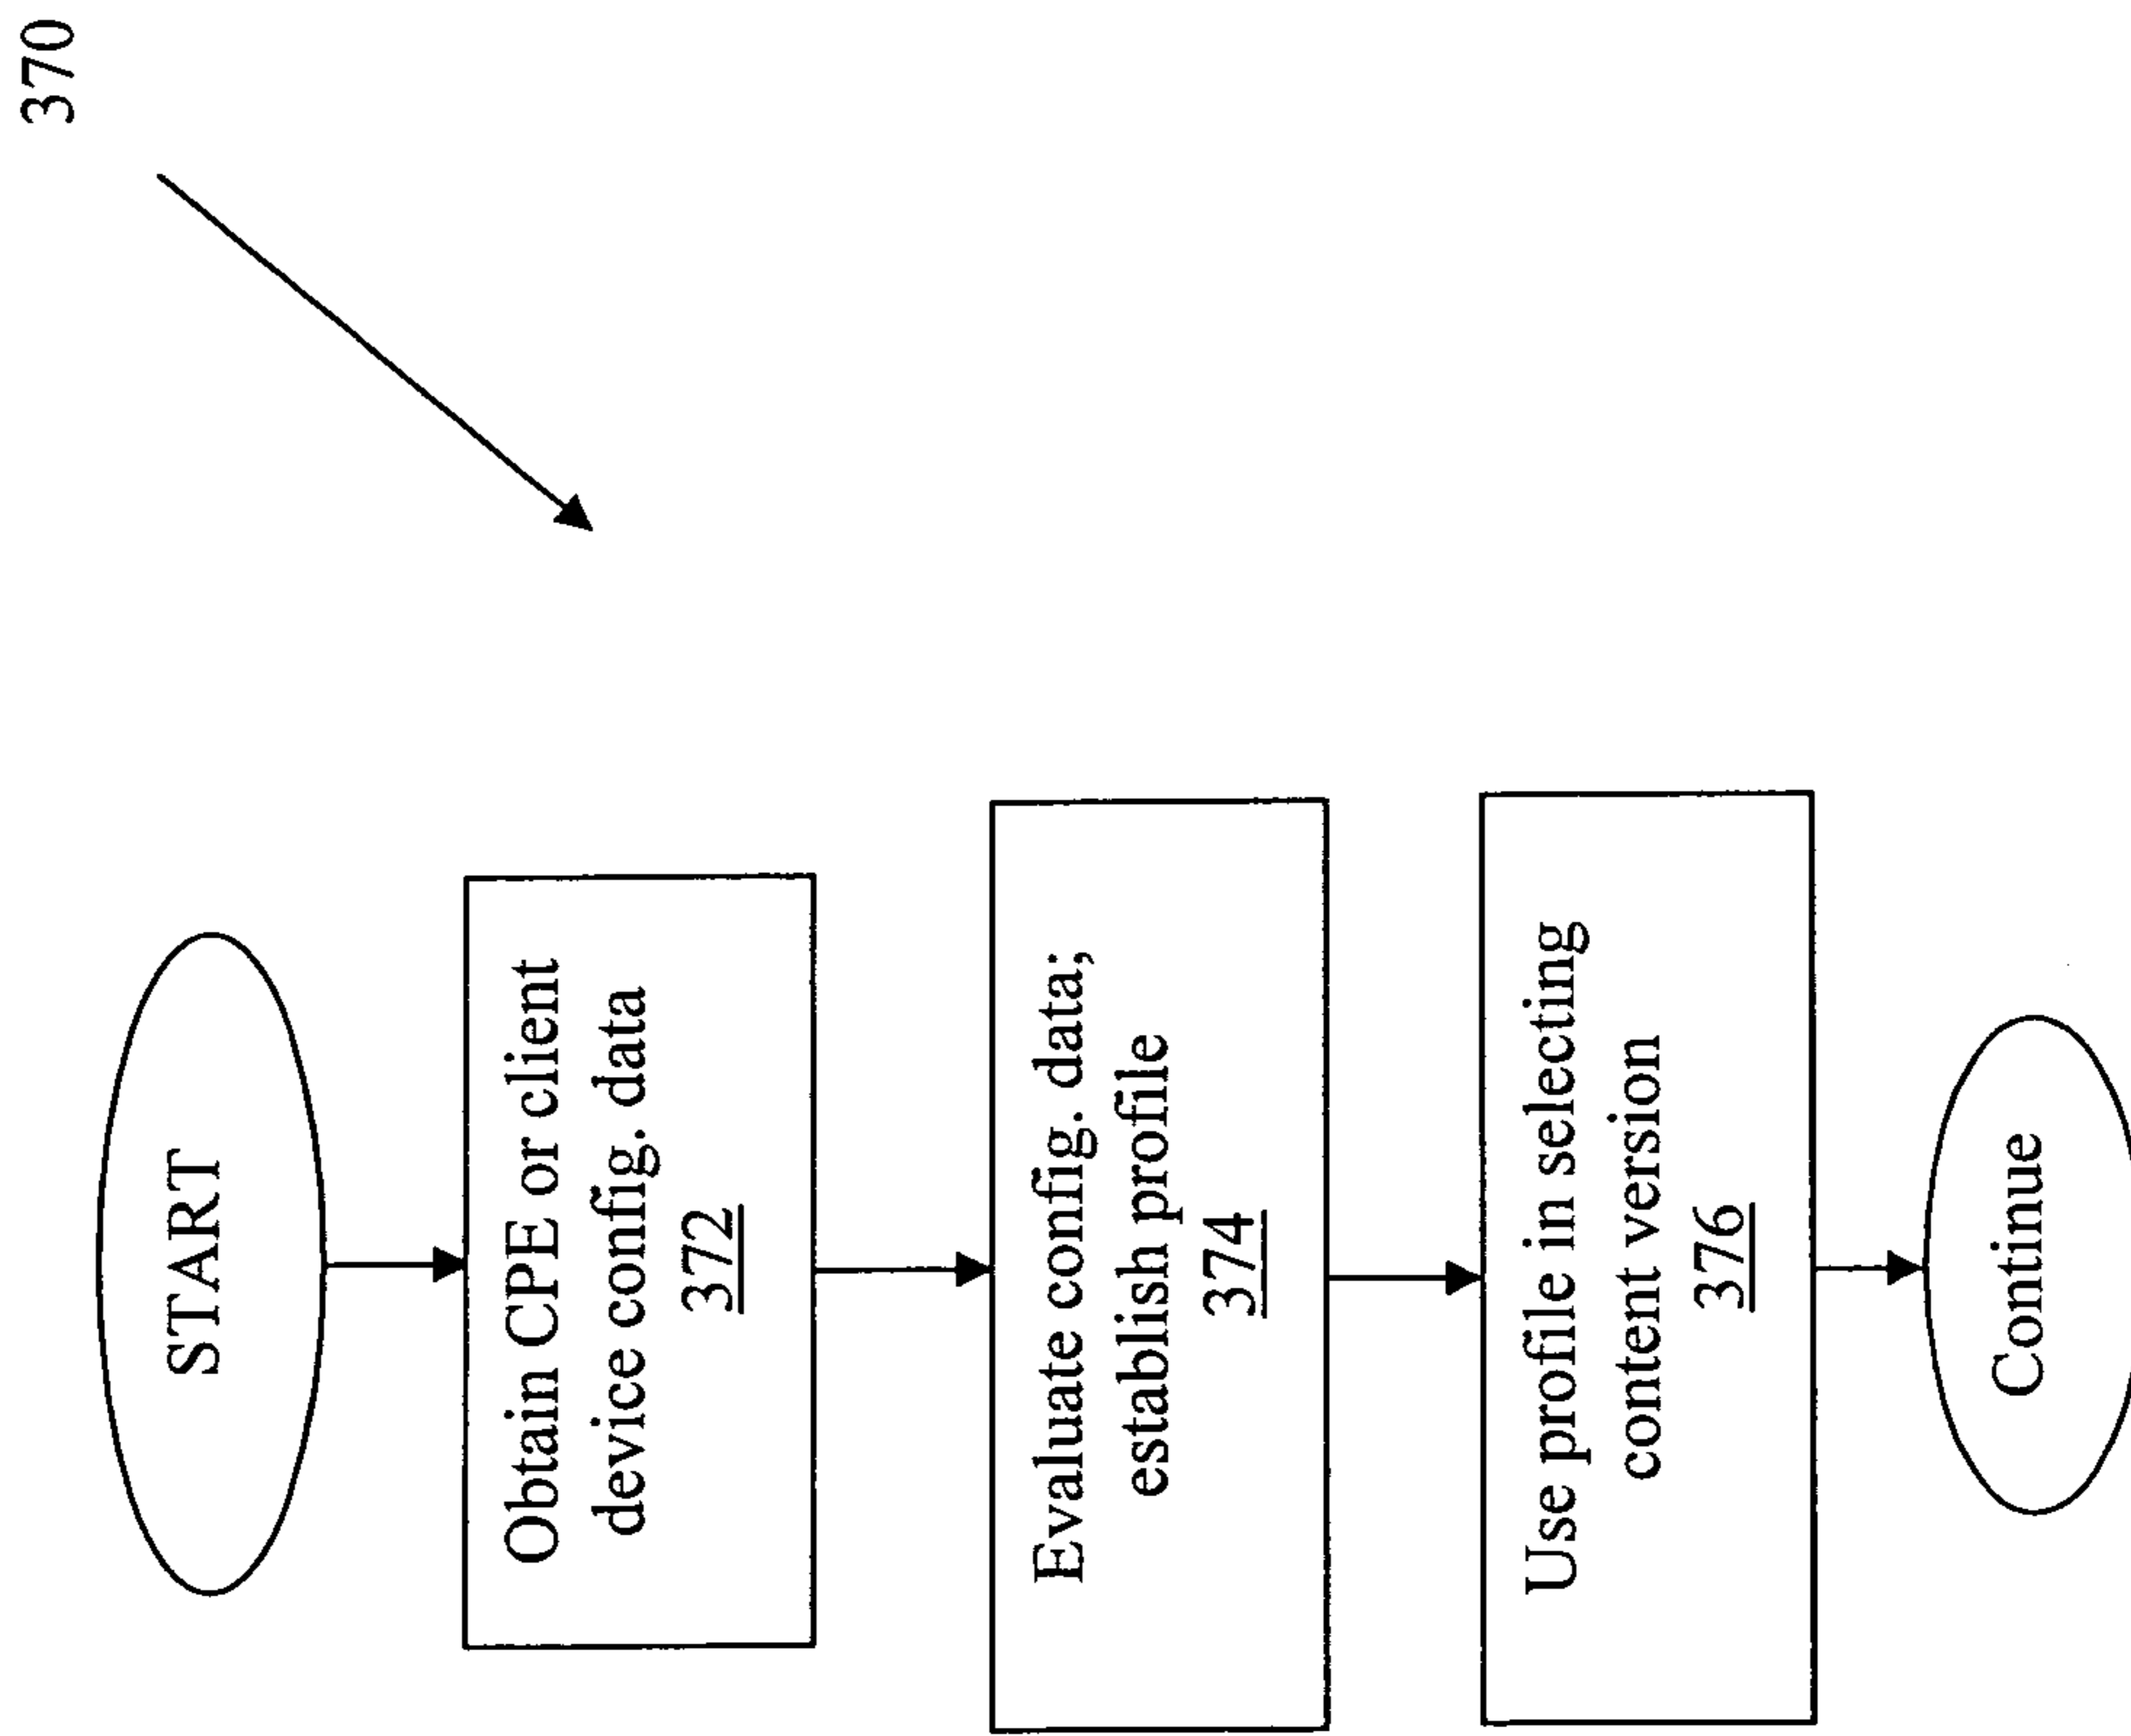 370
START
Obtain CPE or client
device config. data
372
Evaluate config. data;
establish profile
374
Use profile in selecting
content version
376
Continue